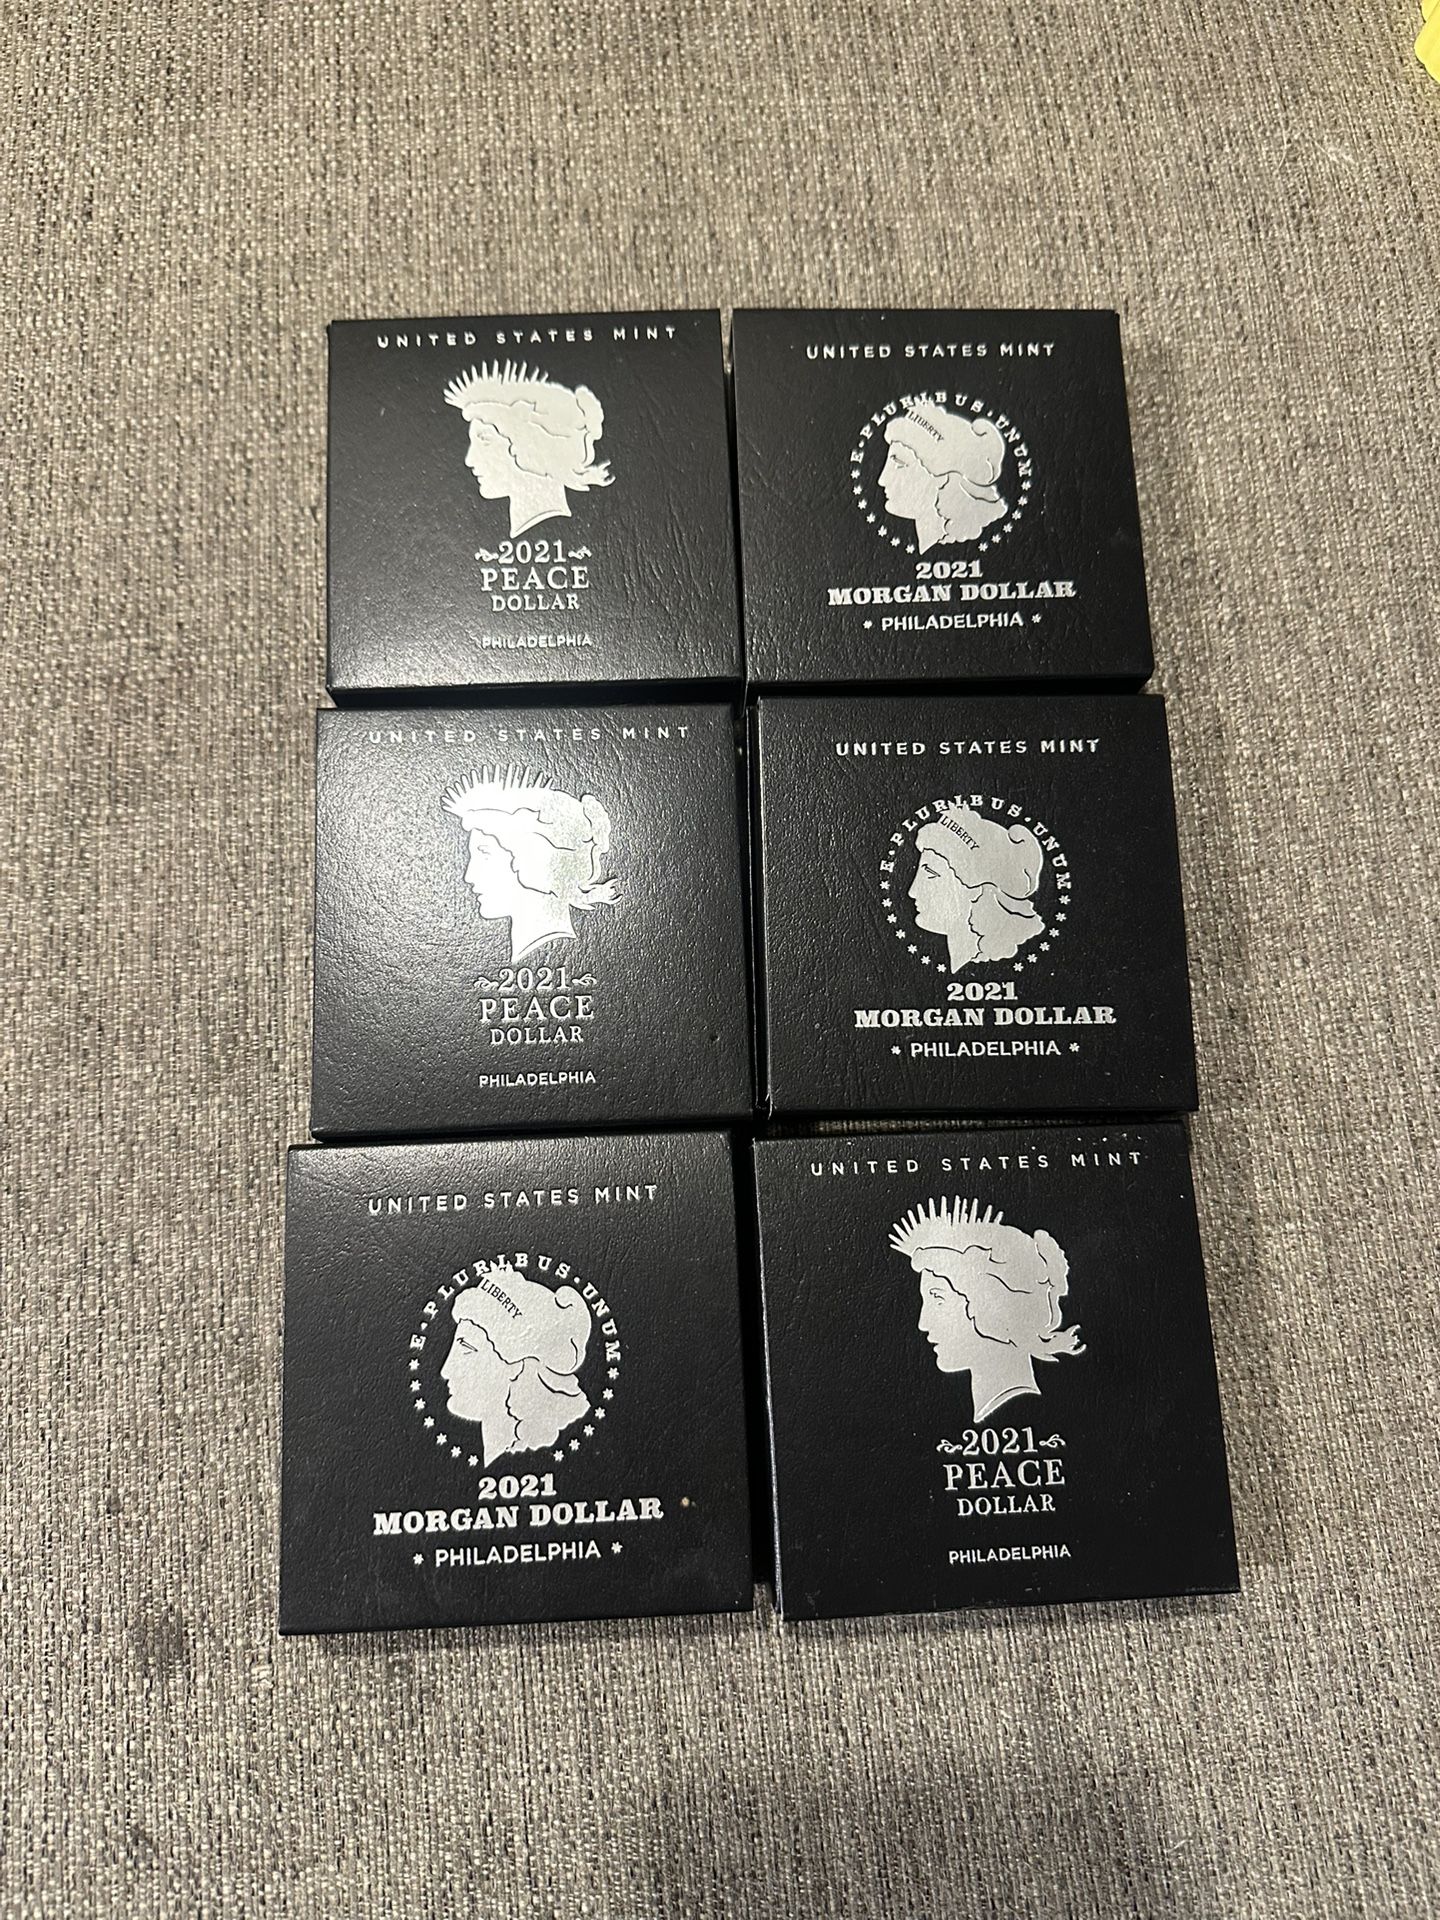 UNITED STATES MINT
2021
PEACE
DOLLAR
PHILADELPHIA
UNITED STATES MINT
E·PLURIBUS·UNUM
LIBERTY
2021
MORGAN DOLLAR
* PHILADELPHIA *
UNITED STATES MINT
2021
PEACE
DOLLAR
PHILADELPHIA
UNITED STATES MINT
E·PLURIBUS·UNUM
LIBERTY
2021
MORGAN DOLLAR
* PHILADELPHIA *
UNITED STATES MINT
E·PLURIBUS·UNUM
LIBERTY
2021
MORGAN DOLLAR
* PHILADELPHIA *
UNITED STATES MINT
2021
PEACE
DOLLAR
PHILADELPHIA